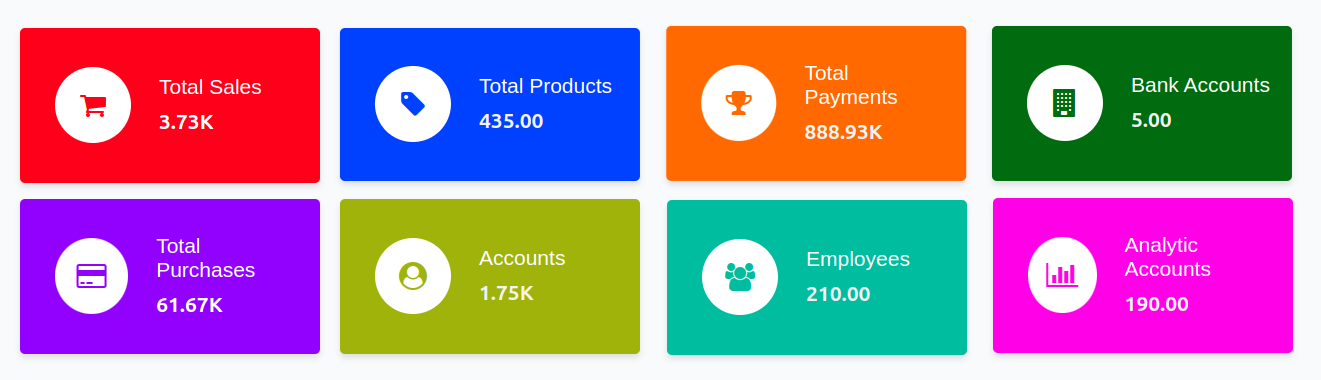 Total Sales
3.73K
Total Products
435.00
Total
Payments
888.93K
Bank Accounts
5.00
Total
Purchases
61.67K
Accounts
1.75K
Employees
210.00
Analytic
Accounts
190.00